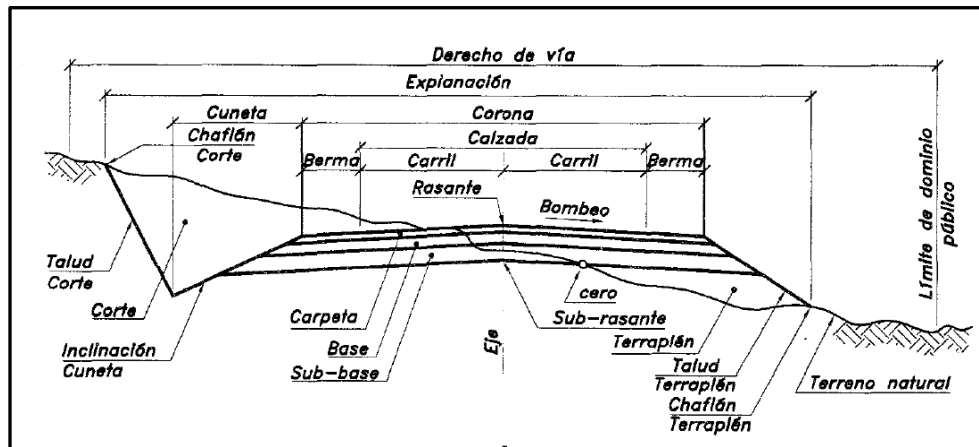 Derecho de vía
Explanación
Cuneta
Corona
Chaflán
Corte
Calzada
Berma
Carril
Carril
Berma
Rasante
Bombeo
Talud
Corte
Corte
Inclinación
Cuneta
Carpeta
Base
Sub-base
Eje
cero
Sub-rasante
Terraplén
Talud
Terraplén
Chaflán
Terraplén
Terreno natural
Límite de dominio
público